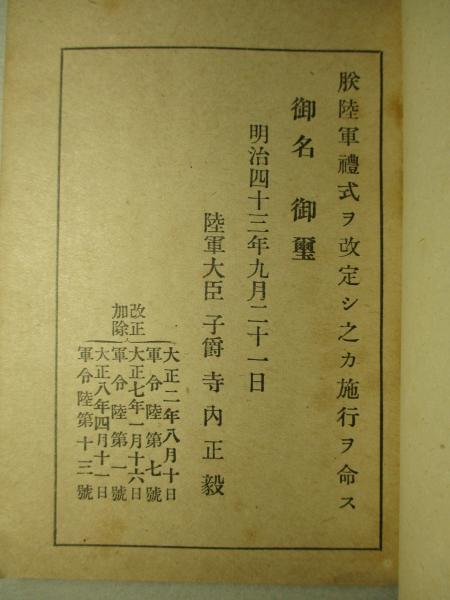 朕陸軍禮式ヲ改定シ之カ施行ヲ命ス
御名 御璽
明治四十三年九月二十一日
陸軍大臣 子爵 寺內正毅
改正加除
大正二年八月十日
軍令陸第七號
大正七年一月十六日
軍令陸第一號
大正八年四月十一日
軍令陸第十三號